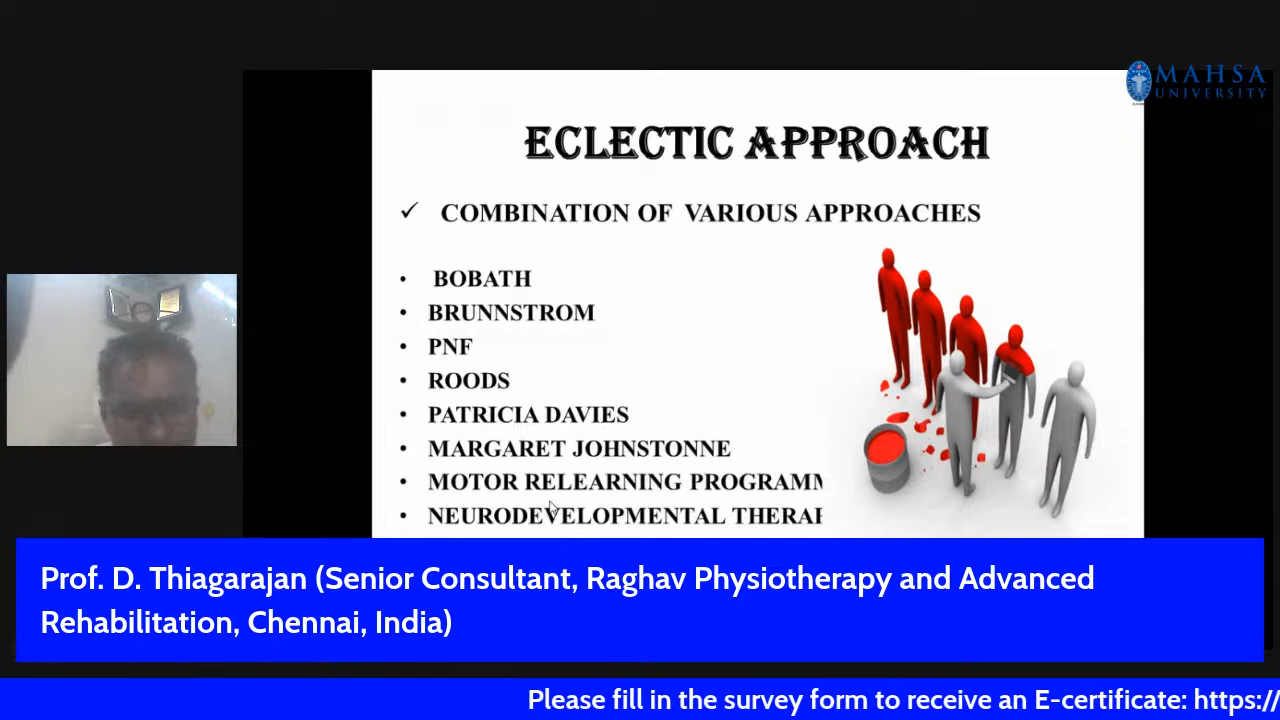 MAHSA
UNIVERSITY
ECLECTIC APPROACH
✓ COMBINATION OF VARIOUS APPROACHES
• BOBATH
• BRUNNSTROM
• PNF
• ROODS
• PATRICIA DAVIES
• MARGARET JOHNSTONNE
• MOTOR RELEARNING PROGRAMM
• NEURODEVELOPMENTAL THERAP
Prof. D. Thiagarajan (Senior Consultant, Raghav Physiotherapy and Advanced
Rehabilitation, Chennai, India)
Please fill in the survey form to receive an E-certificate: https://